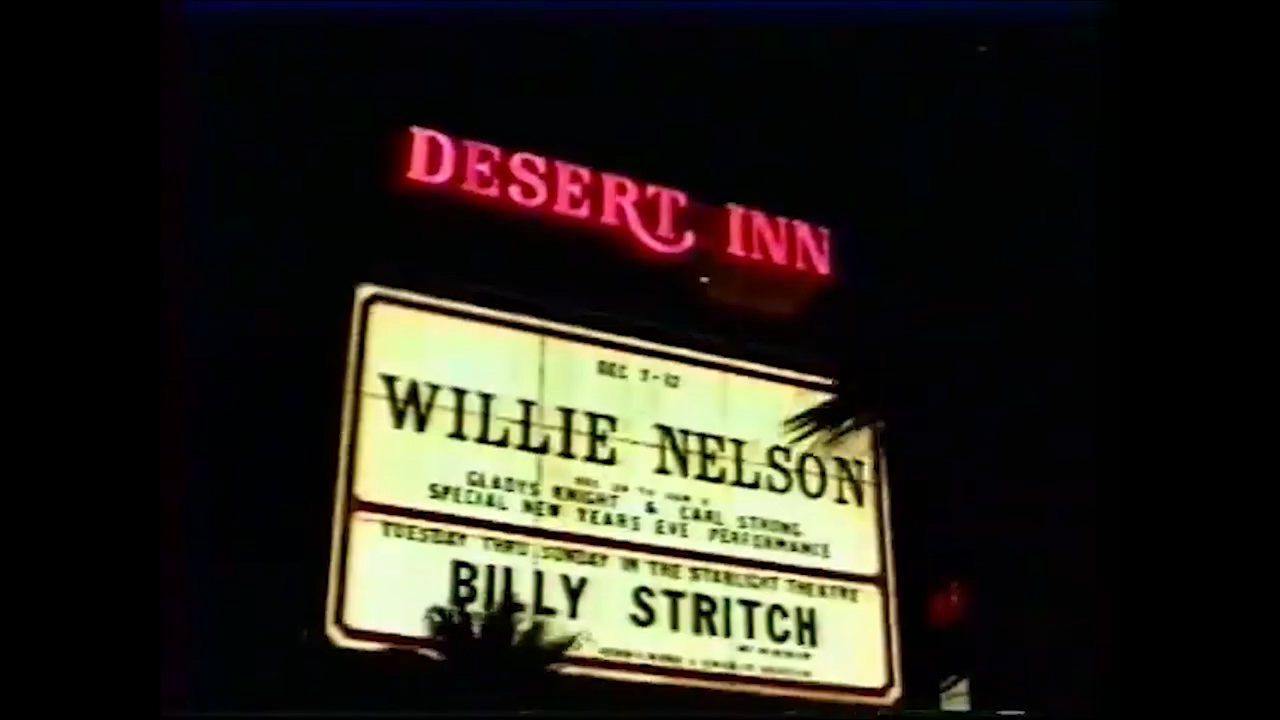 DESERT INN
DEC 7-12
WILLIE NELSON
GLADYS KNIGHT & CARL STRONG
SPECIAL NEW YEARS EVE PERFORMANCE
TUESDAY THRU SUNDAY IN THE STARLIGHT THEATRE
BILLY STRITCH